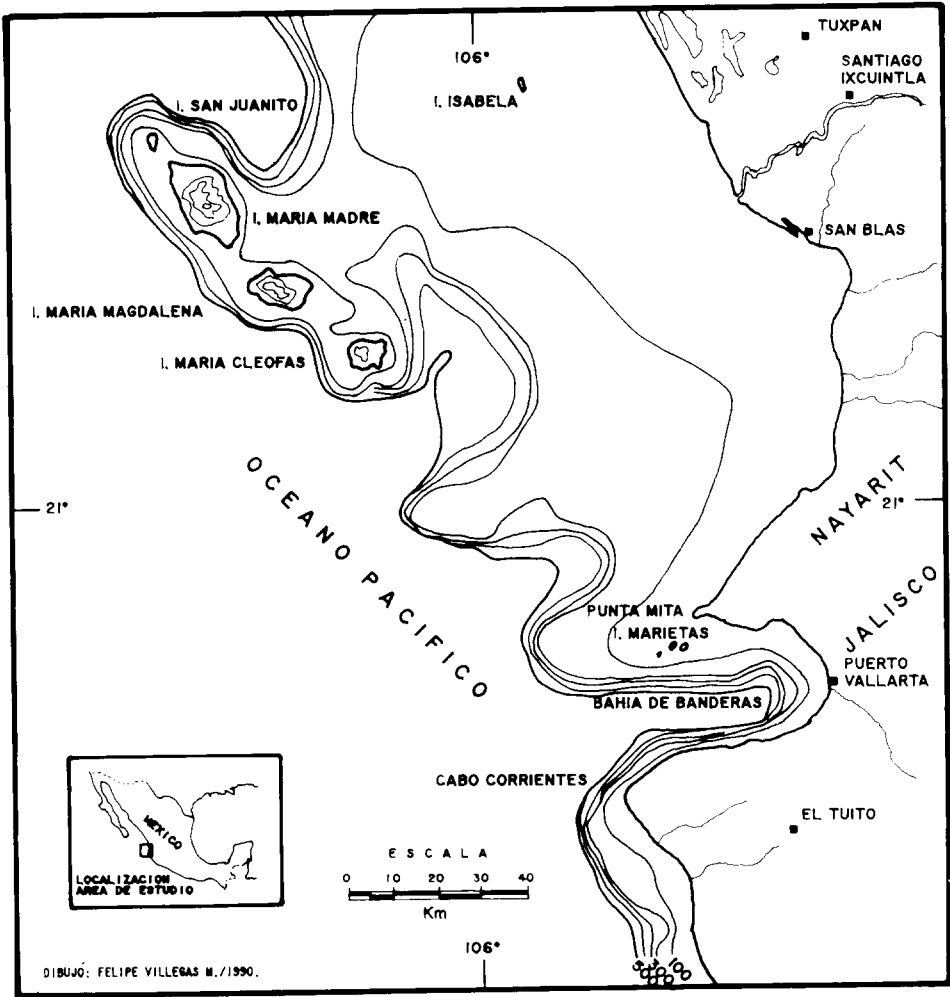 TUXPAN
106°
SANTIAGO
IXCUINTLA
I. ISABELA
I. SAN JUANITO
I. MARIA MADRE
SAN BLAS
I. MARIA MAGDALENA
I. MARIA CLEOFAS
OCEANO PACIFICO
NAYARIT
21°
21°
JALISCO
PUNTA MITA
I. MARIETAS
PUERTO
VALLARTA
BAHIA DE BANDERAS
CABO CORRIENTES
EL TUITO
MEXICO
LOCALIZACION
AREA DE ESTUDIO
ESCALA
0 10 20 30 40
Km
106°
100
DIBUJÓ: FELIPE VILLEGAS M./1990.